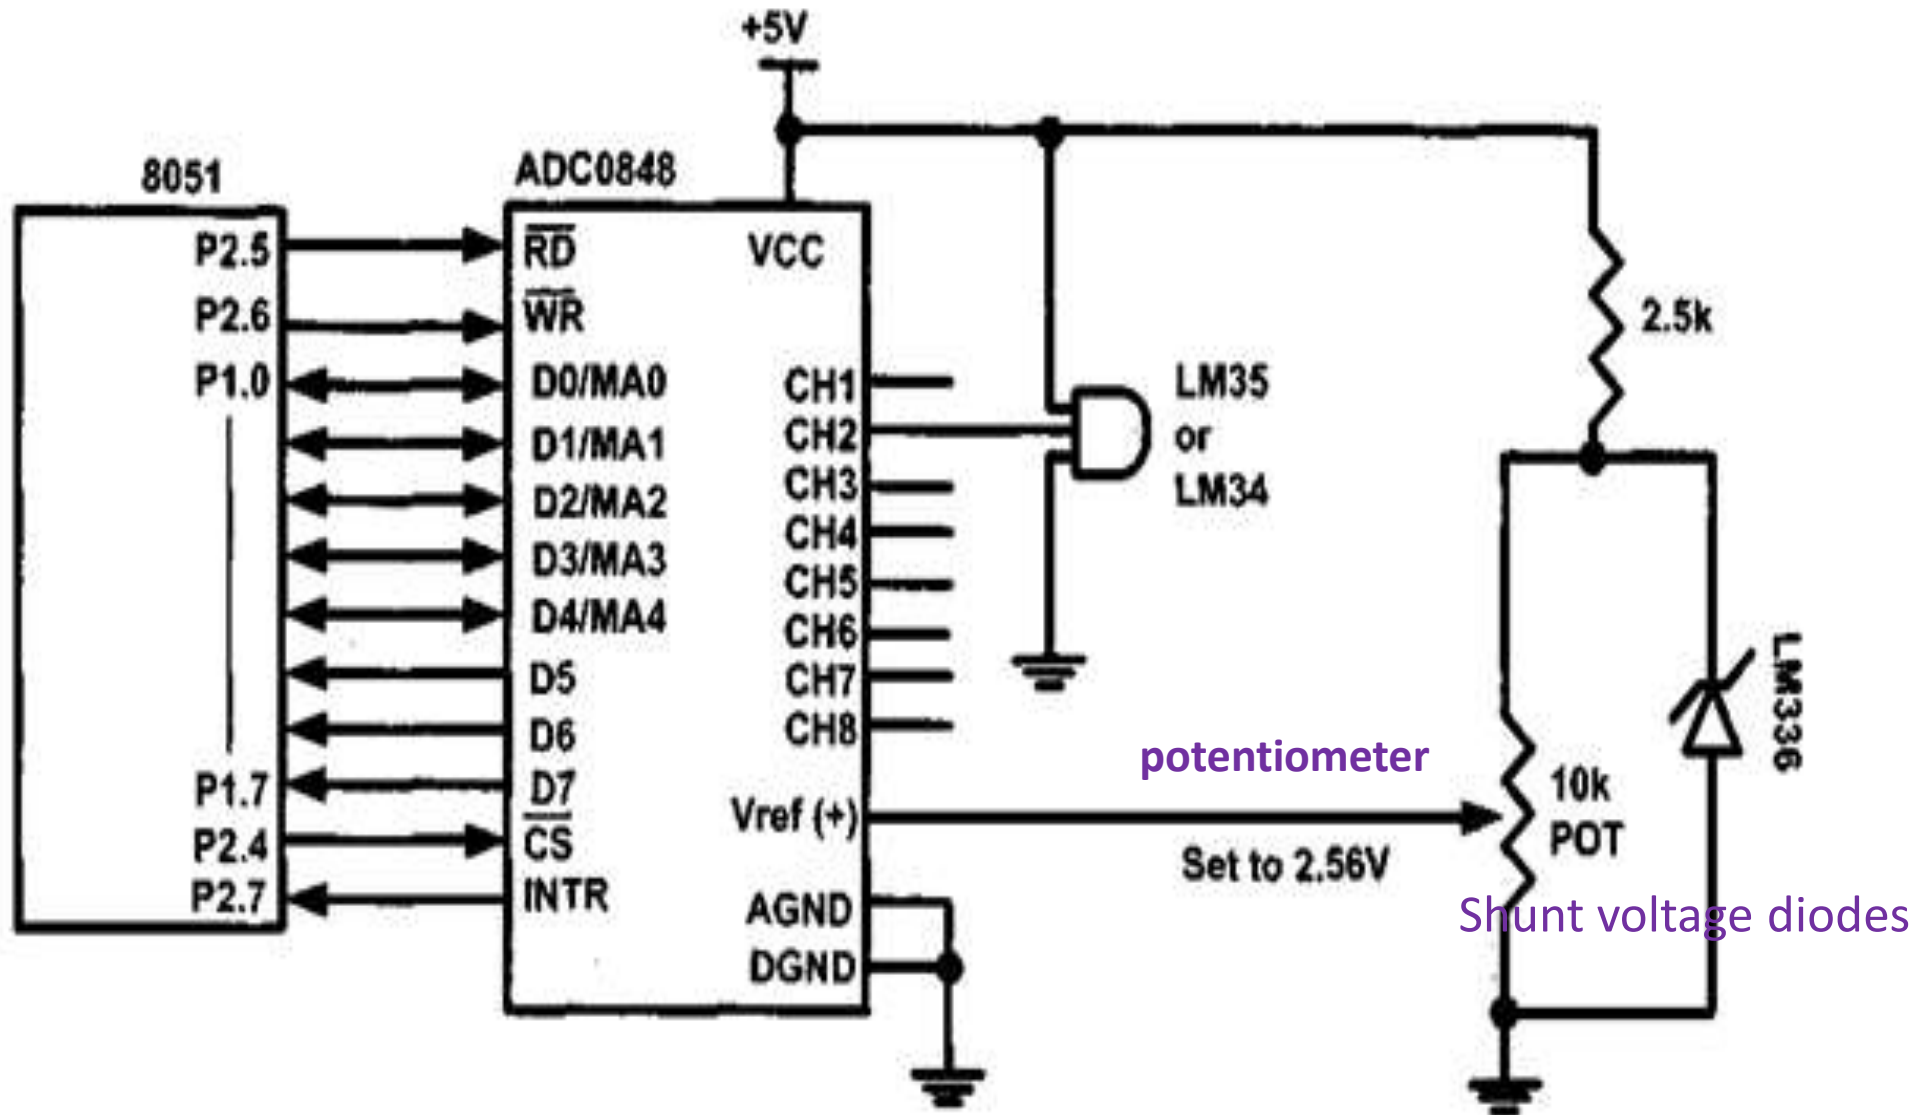 +5V
8051
ADC0848
P2.5
P2.6
P1.0
P1.7
P2.4
P2.7
RD
WR
D0/MA0
D1/MA1
D2/MA2
D3/MA3
D4/MA4
D5
D6
D7
CS
INTR
VCC
CH1
CH2
CH3
CH4
CH5
CH6
CH7
CH8
Vref (+)
AGND
DGND
LM35
or
LM34
2.5k
potentiometer
Set to 2.56V
10k
POT
LM336
Shunt voltage diodes